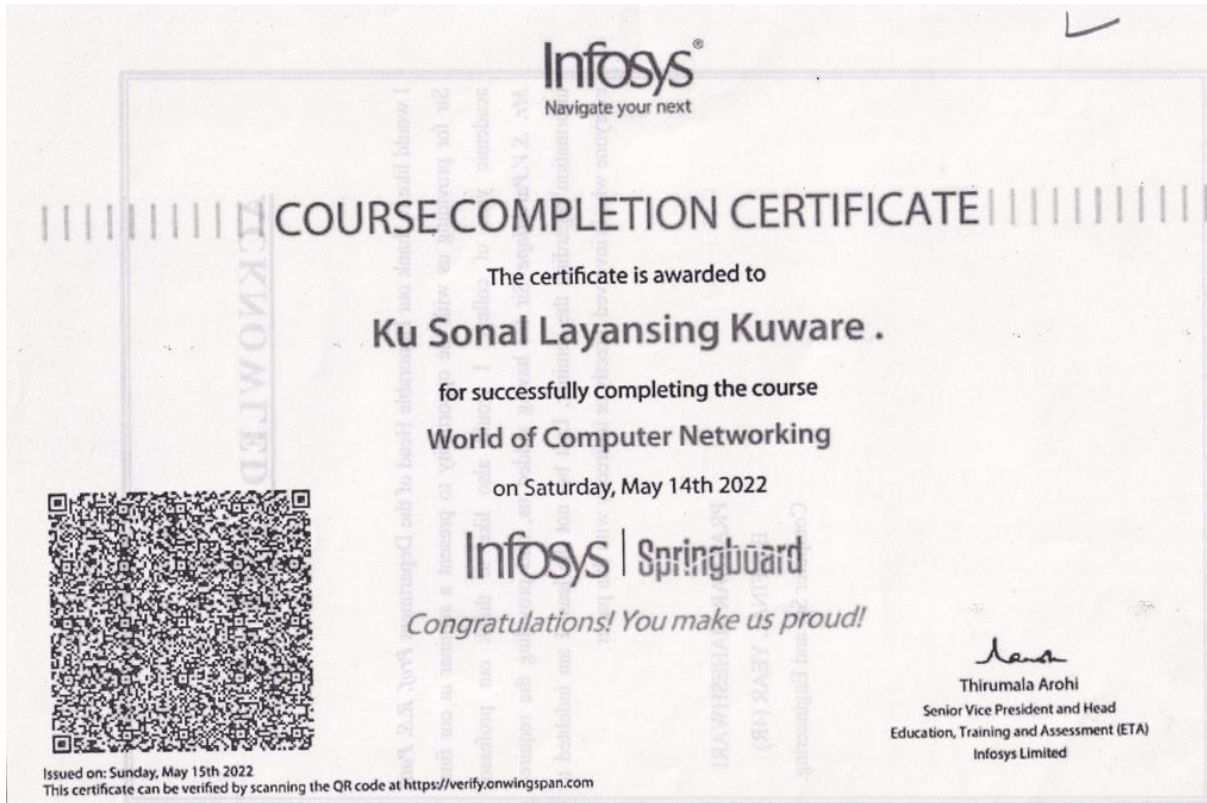 Infosys®
Navigate your next
COURSE COMPLETION CERTIFICATE
The certificate is awarded to
Ku Sonal Layansing Kuware .
for successfully completing the course
World of Computer Networking
on Saturday, May 14th 2022
Infosys | Springboard
Congratulations! You make us proud!
Thirumala Arohi
Senior Vice President and Head
Education, Training and Assessment (ETA)
Infosys Limited
Issued on: Sunday, May 15th 2022
This certificate can be verified by scanning the QR code at https://verify.onwingspan.com